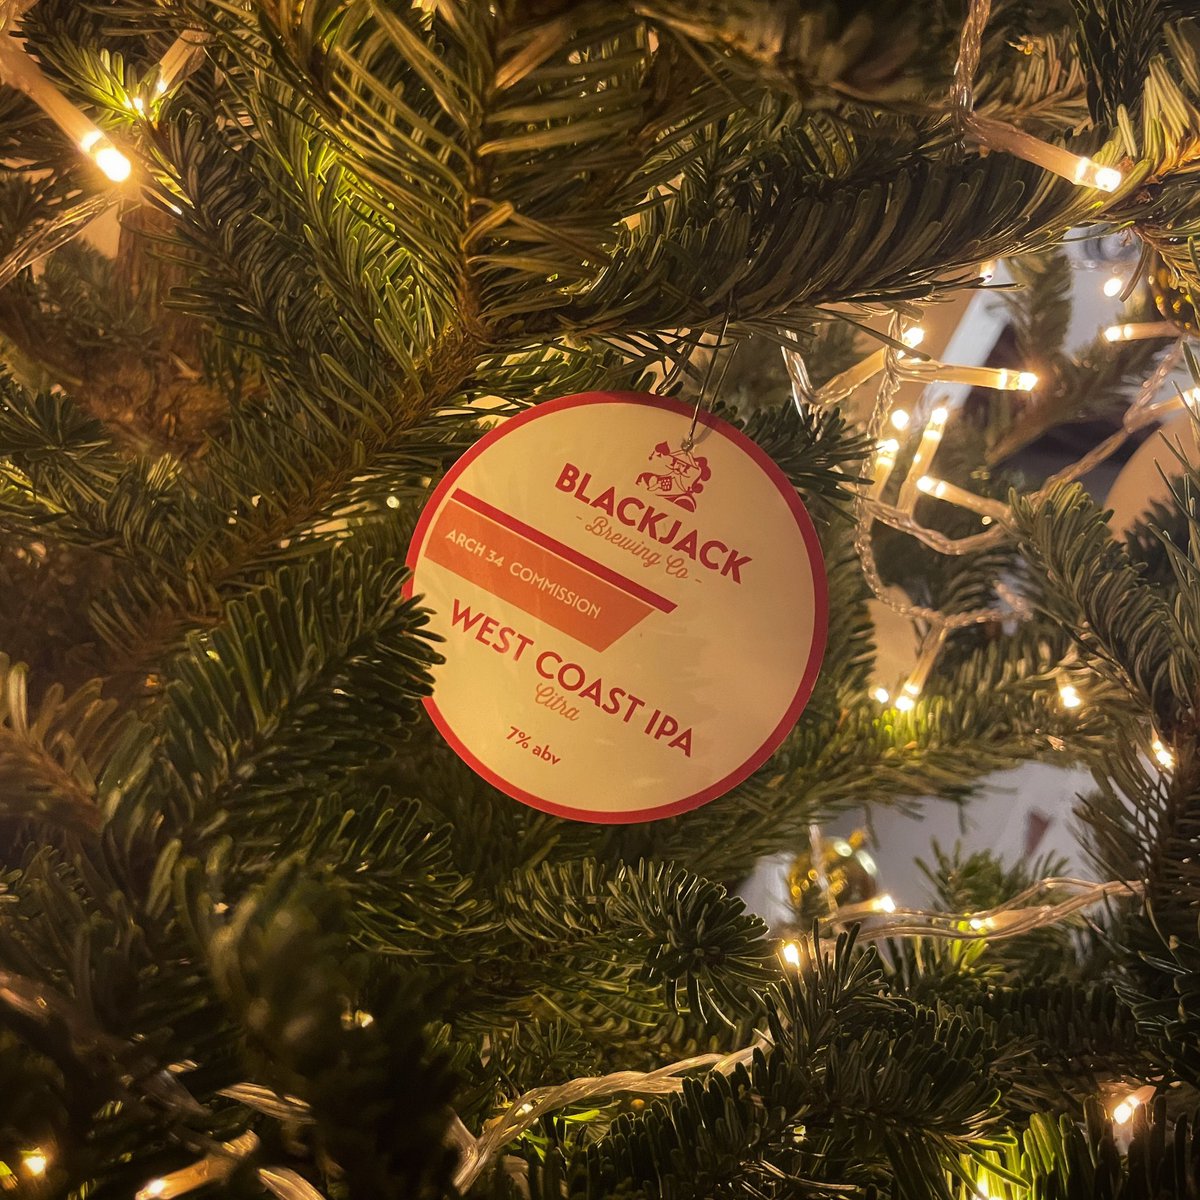 BLACKJACK
- Brewing Co -
ARCH 34 COMMISSION
WEST COAST IPA
Citra
7% abv